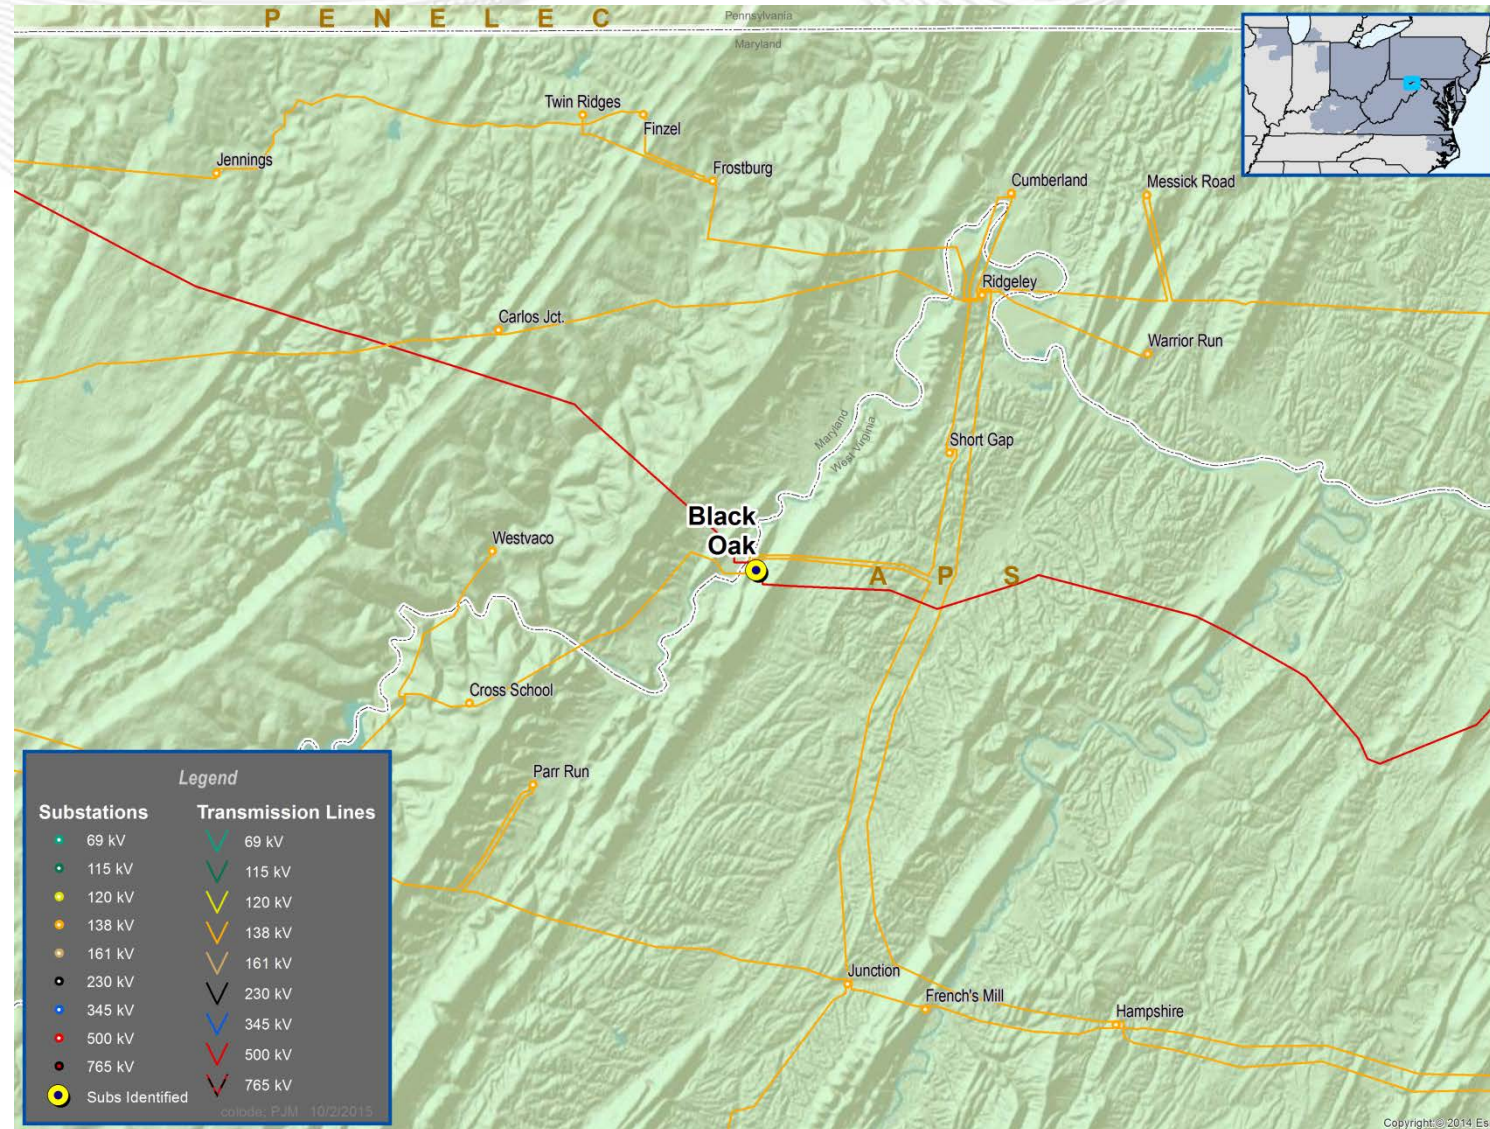 PENELEC
Pennsylvania
Maryland
Twin Ridges
Finzel
Jennings
Frostburg
Cumberland
Messick Road
Ridgeley
Carlos Jct.
Warrior Run
Maryland
West Virginia
Short Gap
Black
Oak
Westvaco
APS
Cross School
Parr Run
Junction
French's Mill
Hampshire
Legend
Substations
69 kV
115 kV
120 kV
138 kV
161 kV
230 kV
345 kV
500 kV
765 kV
Subs Identified
Transmission Lines
69 kV
115 kV
120 kV
138 kV
161 kV
230 kV
345 kV
500 kV
765 kV
colode: PJM 10/2/2015
Copyright:© 2014 Es